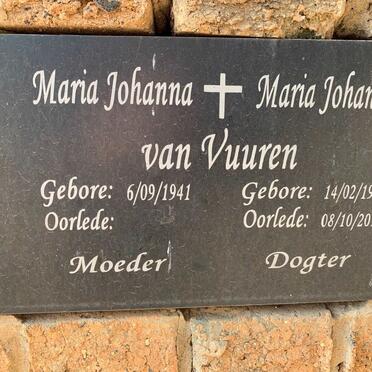 Maria Johanna Maria Johan
van Vuuren
Gebore: 6/09/1941 Gebore: 14/02/19
Oorlede: Oorlede: 08/10/20
Moeder Dogter